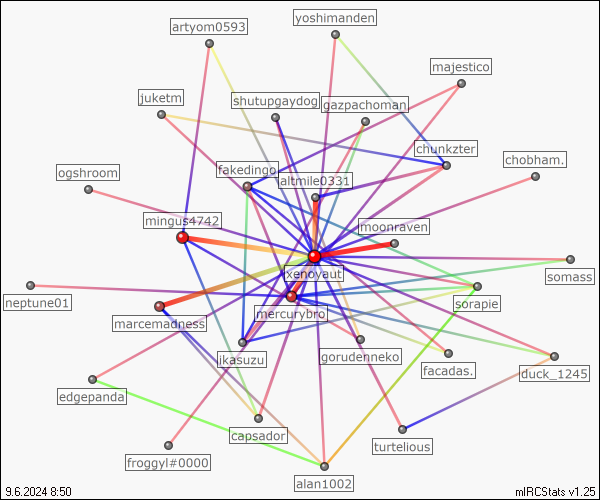 yoshimanden
artyom0593
majestico
juketm
shutupgaydog
gazpachoman
chunkzter
chobham.
ogshroom
fakedingo
altmile0331
mingus4742
moonraven
xenoyaut
somass
neptune01
marcemadness
mercurybro
sorapie
ikasuzu
gorudenneko
facadas.
duck_1245
edgepanda
capsador
turtelious
froggyl#0000
alan1002
9.6.2024 8:50
mIRCStats v1.25